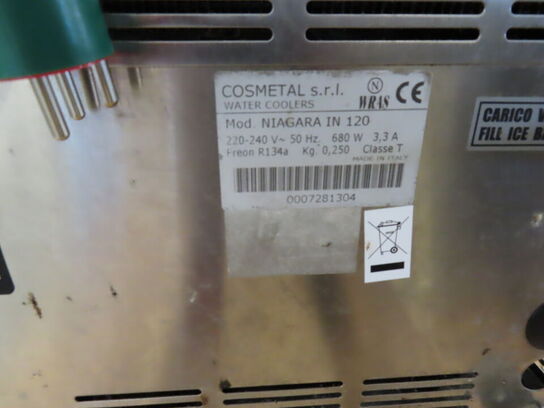 COSMETAL s.r.l.
WATER COOLERS
N
WRAS CE
Mod. NIAGARA IN 120
220-240 V~ 50 Hz 680 W 3,3 A
Freon R134a Kg. 0,250 Classe T
MADE IN ITALY
0007281304
CARICO
FILL ICE